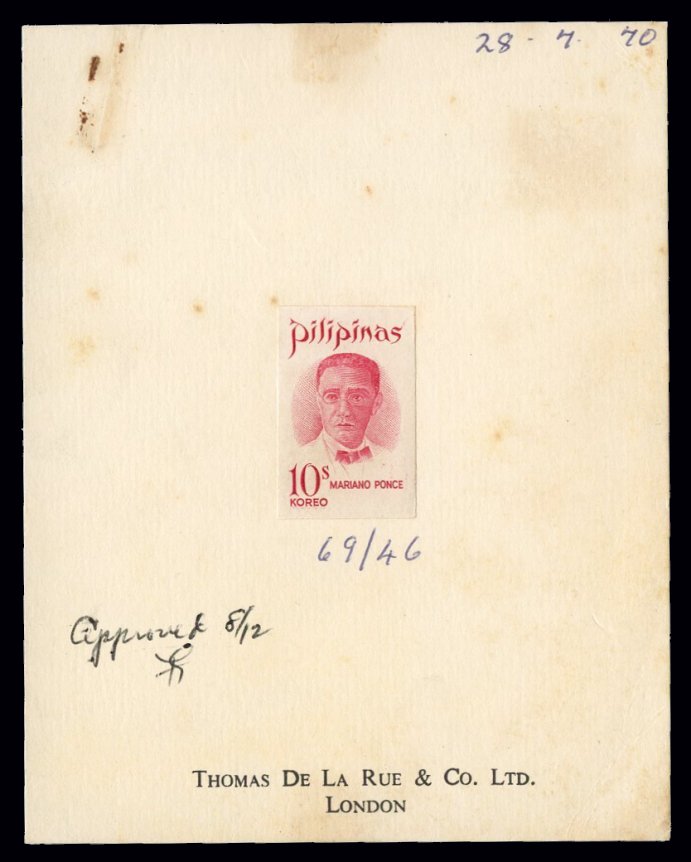 28 - 7. 70
Pilipinas
10s
MARIANO PONCE
KOREO
69/46
Approved 8/12
THOMAS DE LA RUE & CO. LTD.
LONDON